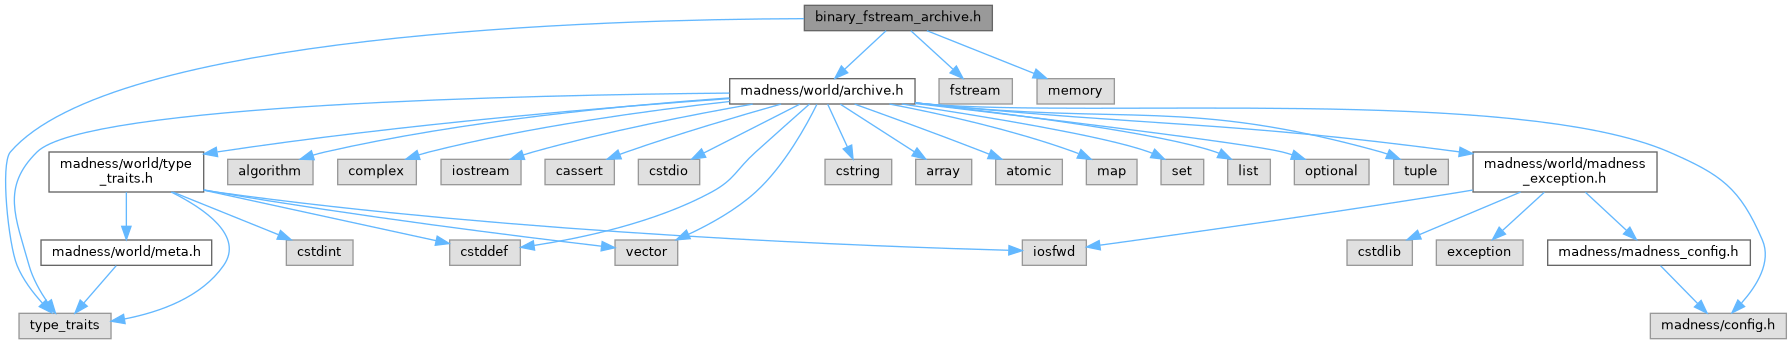 binary_fstream_archive.h
madness/world/archive.h
fstream
memory
madness/world/type
_traits.h
algorithm
complex
iostream
cassert
cstdio
cstring
array
atomic
map
set
list
optional
tuple
madness/world/madness
_exception.h
madness/world/meta.h
cstdint
cstddef
vector
iosfwd
cstdlib
exception
madness/madness_config.h
type_traits
madness/config.h